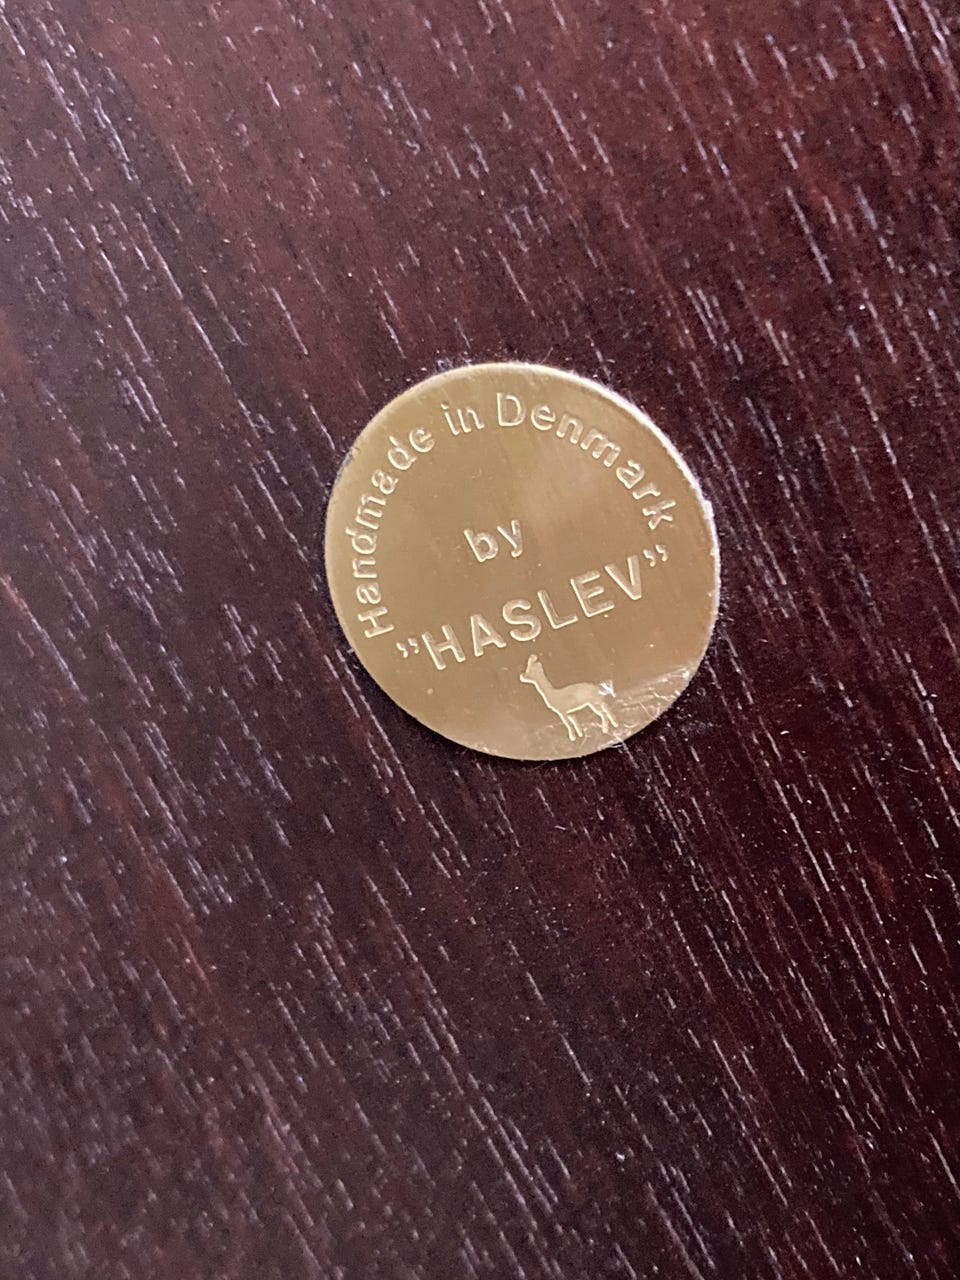 Handmade in Denmark
by
”HASLEV”